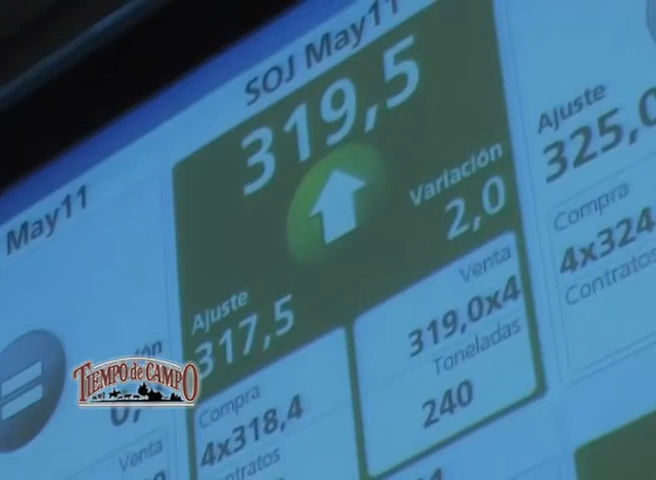 May11
SOJ May11
319,5
Variación
2,0
Ajuste
317,5
Compra
4x318,4
Venta
319,0x4
Toneladas
240
Ajuste
325,0
Compra
4x324
Contratos
Venta
TIEMPO de CAMPO